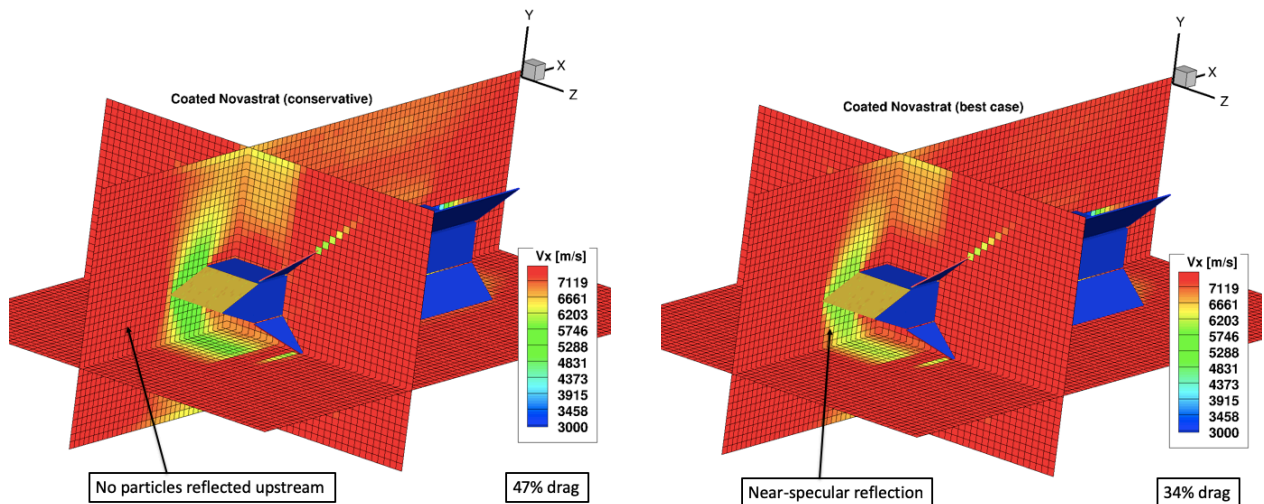 Y
X
Z
Coated Novastrat (conservative)
Vx [m/s]
7119
6661
6203
5746
5288
4831
4373
3915
3458
3000
No particles reflected upstream
47% drag
Y
X
Z
Coated Novastrat (best case)
Vx [m/s]
7119
6661
6203
5746
5288
4831
4373
3915
3458
3000
Near-specular reflection
34% drag